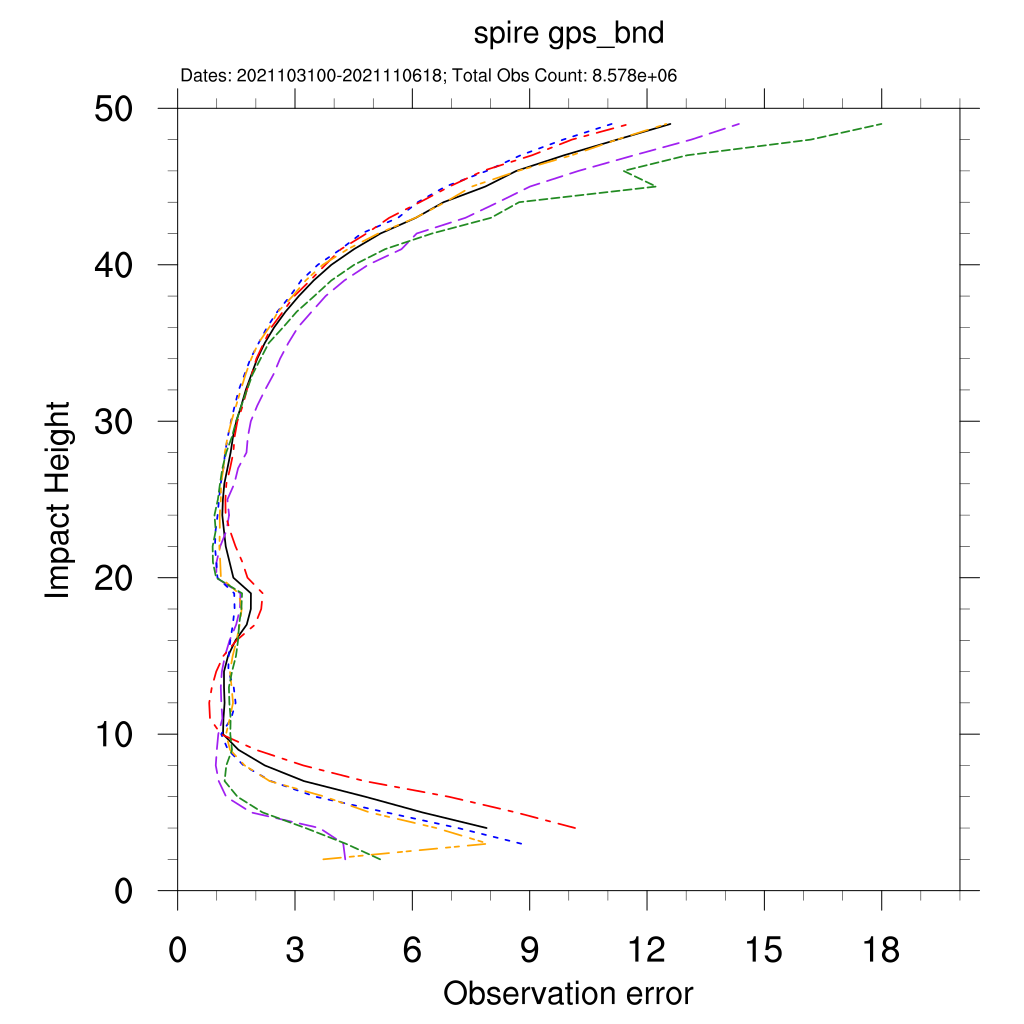 spire gps_bnd
Dates: 2021103100-2021110618; Total Obs Count: 8.578e+06
50
40
30
20
10
0
Impact Height
0 3 6 9 12 15 18
Observation error